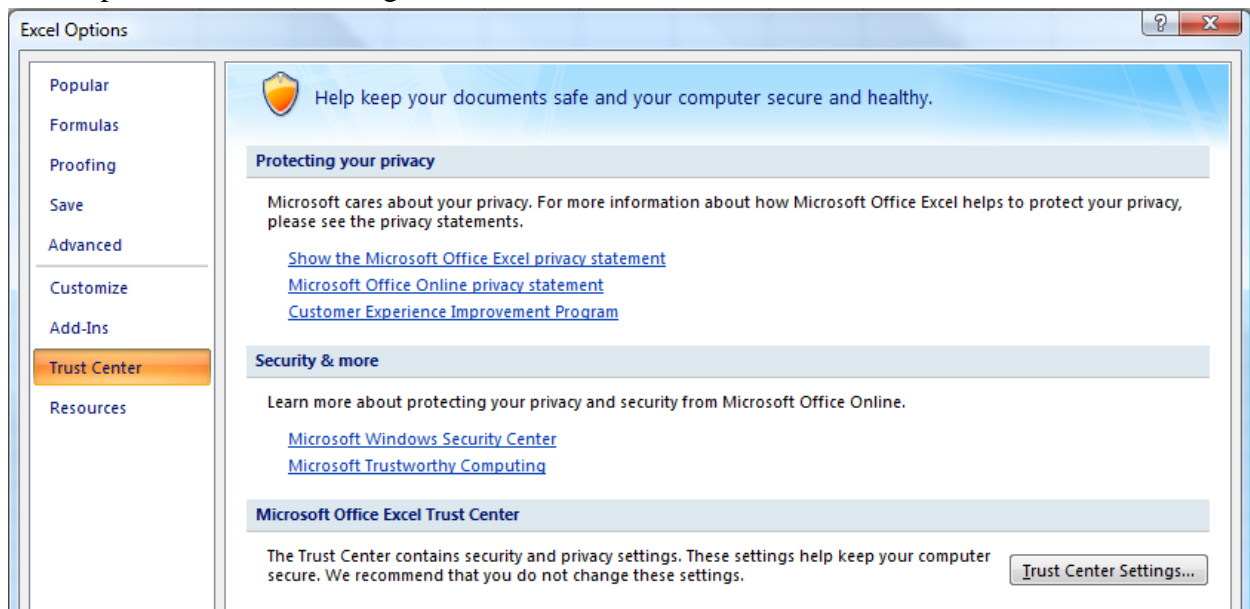 Excel Options
?
X
Popular
Formulas
Proofing
Save
Advanced
Customize
Add-Ins
Trust Center
Resources
Help keep your documents safe and your computer secure and healthy.
Protecting your privacy
Microsoft cares about your privacy. For more information about how Microsoft Office Excel helps to protect your privacy,
please see the privacy statements.
Show the Microsoft Office Excel privacy statement
Microsoft Office Online privacy statement
Customer Experience Improvement Program
Security & more
Learn more about protecting your privacy and security from Microsoft Office Online.
Microsoft Windows Security Center
Microsoft Trustworthy Computing
Microsoft Office Excel Trust Center
The Trust Center contains security and privacy settings. These settings help keep your computer
secure. We recommend that you do not change these settings.
Trust Center Settings...